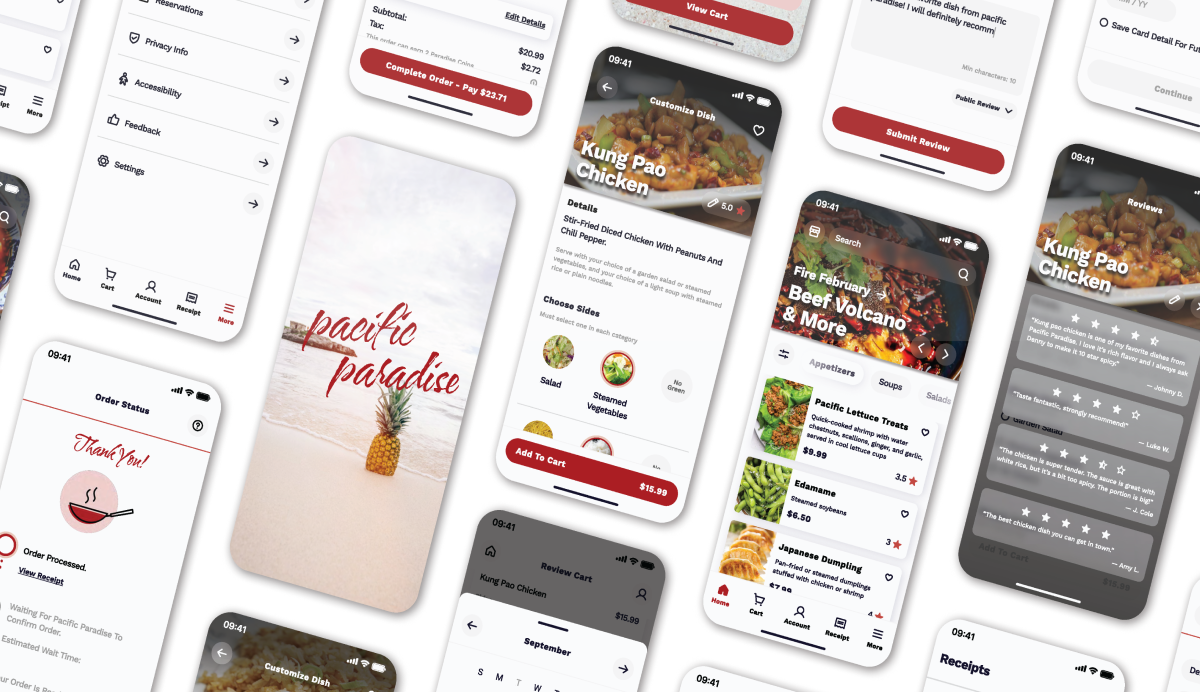 Receipt
More
Reservations
Privacy Info
Accessibility
Feedback
Settings
Home
Cart
Account
Receipt
More
Subtotal:
Edit Details
$20.99
Tax:
$2.72
This order can earn 2 Paradise Coins
Complete Order - Pay $23.71
View Cart
favorite dish from pacific
paradise! I will definitely recomm
Min characters: 10
Public Review
Submit Review
MM / YY
Save Card Detail For Fut
Continue
pacific
paradise
09:41
Customize Dish
Kung Pao
Chicken
5.0
Details
Stir-Fried Diced Chicken With Peanuts And
Chili Pepper.
Serve with your choice of a garden salad or steamed
vegetables, and your choice of a light soup with steamed
rice or plain noodles.
Choose Sides
Must select one in each category
Salad
Steamed
Vegetables
No
Green
No
Add To Cart
$15.99
09:41
Search
Fire February
Beef Volcano
& More
Appetizers
Soups
Salads
Pacific Lettuce Treats
Quick-cooked shrimp with water
chestnuts, scallions, ginger, and garlic,
served in cool lettuce cups
$9.99
3.5
Edamame
Steamed soybeans
$6.50
3
Japanese Dumpling
Pan-fried or steamed dumplings
stuffed with chicken or shrimp
$7.99
4
Home
Cart
Account
Receipt
More
09:41
Reviews
Kung Pao
Chicken
"Kung pao chicken is one of my favorite dishes from
Pacific Paradise. I love it's rich flavor and I always ask
Danny to make it 10 star spicy."
— Johnny D.
"Taste fantastic, strongly recommend!"
— Luke W.
Garden Salad
"The chicken is super tender. The sauce is great with
white rice, but it's a bit too spicy. The portion is big!"
— J. Cole
"The best chicken dish you can get in town."
— Amy L.
Add To Cart
$15.99
09:41
Order Status
Thank You!
Order Processed.
View Receipt
Waiting For Pacific Paradise To
Confirm Order.
Estimated Wait Time:
Your Order is
09:41
Customize Dish
09:41
Review Cart
Kung Pao Chicken
$15.99
September
S M T W T
09:41
09:41
Receipts